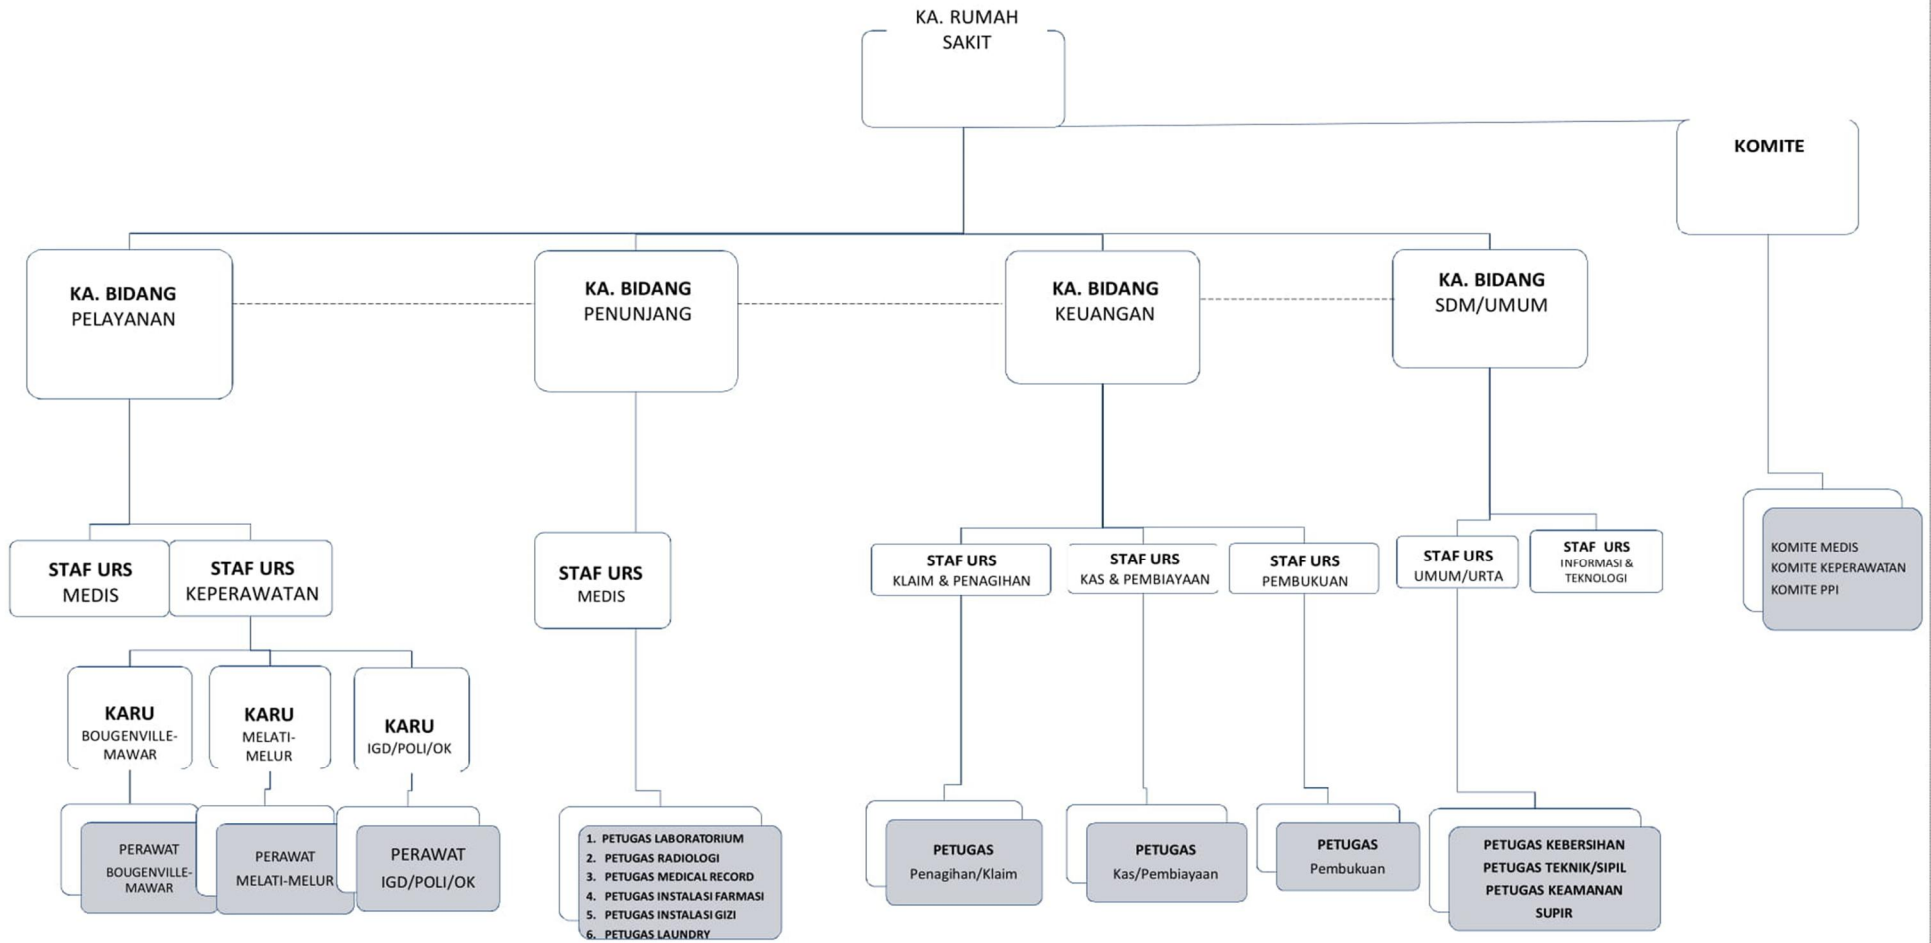 KA. RUMAH
SAKIT
KOMITE
KA. BIDANG
PELAYANAN
KA. BIDANG
PENUNJANG
KA. BIDANG
KEUANGAN
KA. BIDANG
SDM/UMUM
STAF URS
MEDIS
STAF URS
KEPERAWATAN
STAF URS
MEDIS
STAF URS
KLAIM & PENAGIHAN
STAF URS
KAS & PEMBIAYAAN
STAF URS
PEMBUKUAN
STAF URS
UMUM/URTA
STAF URS
INFORMASI &
TEKNOLOGI
KOMITE MEDIS
KOMITE KEPERAWATAN
KOMITE PPI
KARU
BOUGENVILLE-
MAWAR
KARU
MELATI-
MELUR
KARU
IGD/POLI/OK
PERAWAT
BOUGENVILLE-
MAWAR
PERAWAT
MELATI-MELUR
PERAWAT
IGD/POLI/OK
1. PETUGAS LABORATORIUM
2. PETUGAS RADIOLOGI
3. PETUGAS MEDICAL RECORD
4. PETUGAS INSTALASI FARMASI
5. PETUGAS INSTALASI GIZI
6. PETUGAS LAUNDRY
PETUGAS
Penagihan/Klaim
PETUGAS
Kas/Pembiayaan
PETUGAS
Pembukuan
PETUGAS KEBERSIHAN
PETUGAS TEKNIK/SIPIL
PETUGAS KEAMANAN
SUPIR